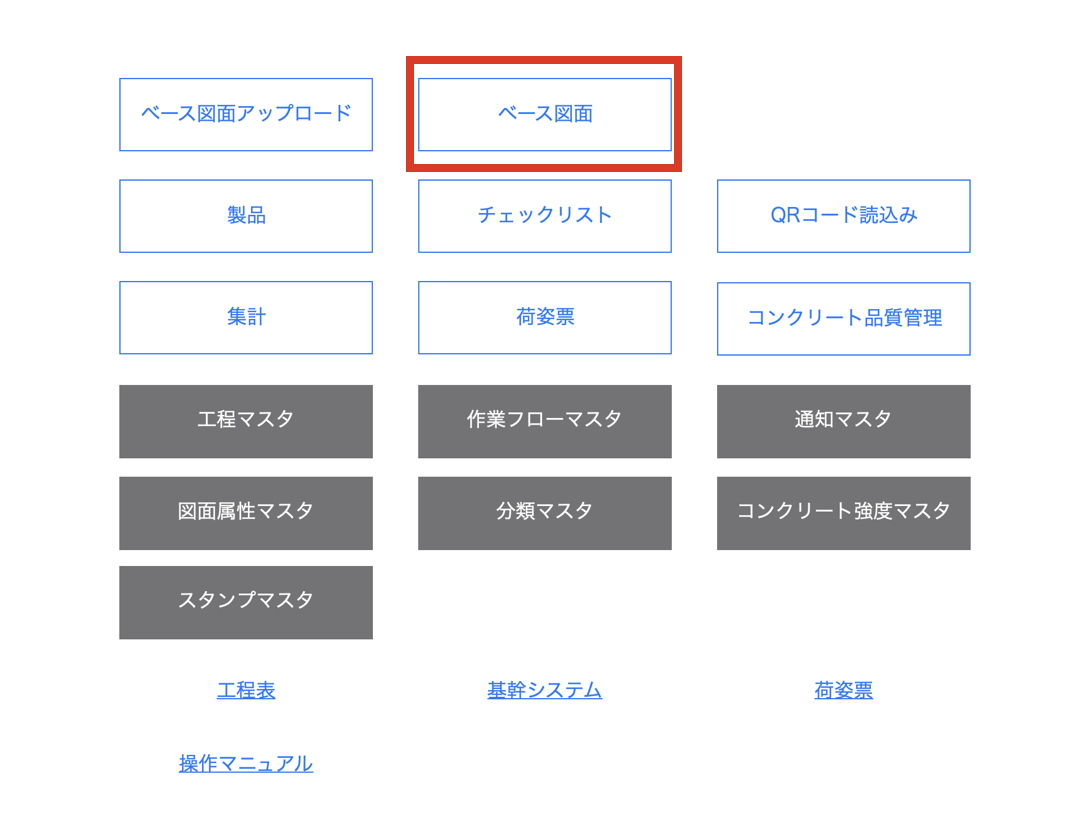 ベース図面アップロード
ベース図面
製品
チェックリスト
QRコード読込み
集計
荷姿票
コンクリート品質管理
工程マスタ
作業フローマスタ
通知マスタ
図面属性マスタ
分類マスタ
コンクリート強度マスタ
スタンプマスタ
工程表
基幹システム
荷姿票
操作マニュアル